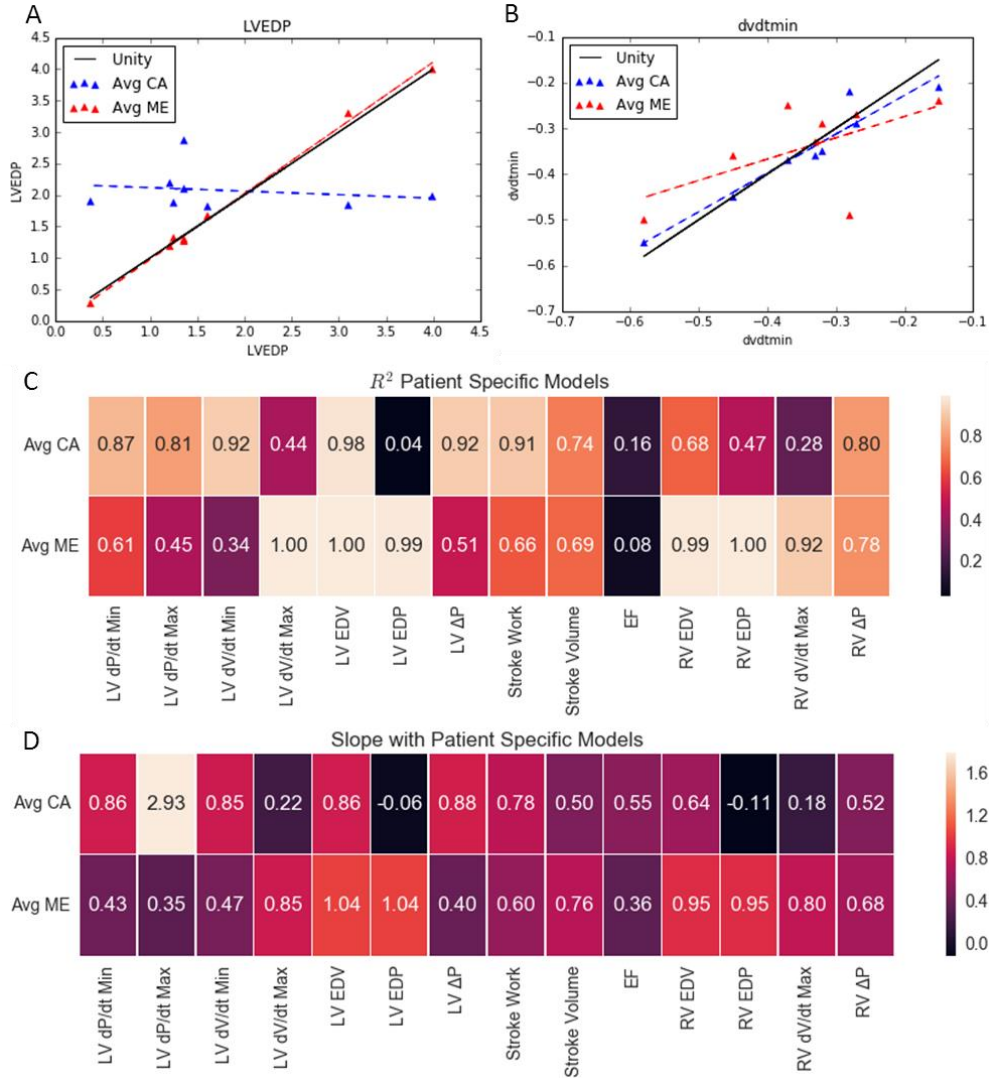 A
LVEDP
4.5
4.0
3.5
3.0
2.5
2.0
1.5
1.0
0.5
0.0
LVEDP
Unity
Avg CA
Avg ME
0.0 0.5 1.0 1.5 2.0 2.5 3.0 3.5 4.0 4.5
LVEDP
B
dvdtmin
−0.1
−0.2
−0.3
−0.4
−0.5
−0.6
−0.7
dvdtmin
Unity
Avg CA
Avg ME
−0.7 −0.6 −0.5 −0.4 −0.3 −0.2 −0.1
dvdtmin
C
R² Patient Specific Models
Avg CA 0.87 0.81 0.92 0.44 0.98 0.04 0.92 0.91 0.74 0.16 0.68 0.47 0.28 0.80
Avg ME 0.61 0.45 0.34 1.00 1.00 0.99 0.51 0.66 0.69 0.08 0.99 1.00 0.92 0.78
LV dP/dt Min
LV dP/dt Max
LV dV/dt Min
LV dV/dt Max
LV EDV
LV EDP
LV ΔP
Stroke Work
Stroke Volume
EF
RV EDV
RV EDP
RV dV/dt Max
RV ΔP
0.8
0.6
0.4
0.2
D
Slope with Patient Specific Models
Avg CA 0.86 2.93 0.85 0.22 0.86 -0.06 0.88 0.78 0.50 0.55 0.64 -0.11 0.18 0.52
Avg ME 0.43 0.35 0.47 0.85 1.04 1.04 0.40 0.60 0.76 0.36 0.95 0.95 0.80 0.68
LV dP/dt Min
LV dP/dt Max
LV dV/dt Min
LV dV/dt Max
LV EDV
LV EDP
LV ΔP
Stroke Work
Stroke Volume
EF
RV EDV
RV EDP
RV dV/dt Max
RV ΔP
1.6
1.2
0.8
0.4
0.0